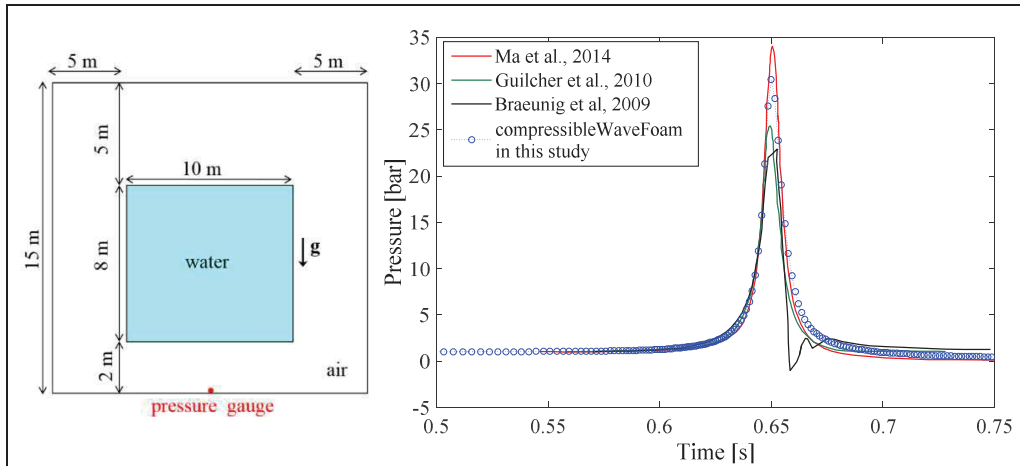 5 m
5 m
15 m
5 m
10 m
8 m
water
g
2 m
air
pressure gauge
35
30
25
20
15
10
5
0
-5
Pressure [bar]
Ma et al., 2014
Guilcher et al., 2010
Braeunig et al, 2009
compressibleWaveFoam
in this study
0.5
0.55
0.6
0.65
0.7
0.75
Time [s]